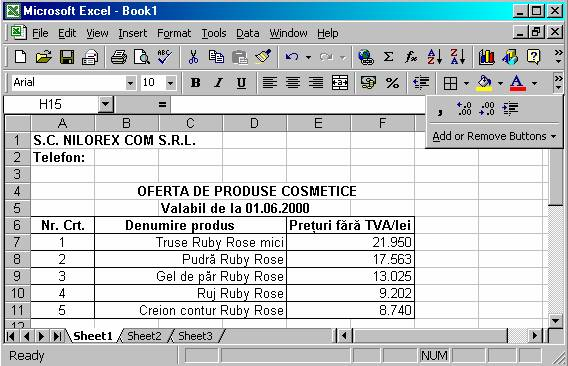 Microsoft Excel - Book1
File Edit View Insert Format Tools Data Window Help
Arial 10 B I U % A
H15 =
Add or Remove Buttons
A B C D E F
1 S.C. NILOREX COM S.R.L.
2 Telefon:
3
4 OFERTA DE PRODUSE COSMETICE
5 Valabil de la 01.06.2000
6 Nr. Crt. Denumire produs Prețuri fără TVA/lei
7 1 Truse Ruby Rose mici 21.950
8 2 Pudră Ruby Rose 17.563
9 3 Gel de păr Ruby Rose 13.025
10 4 Ruj Ruby Rose 9.202
11 5 Creion contur Ruby Rose 8.740
12
Sheet1 Sheet2 Sheet3
Ready NUM